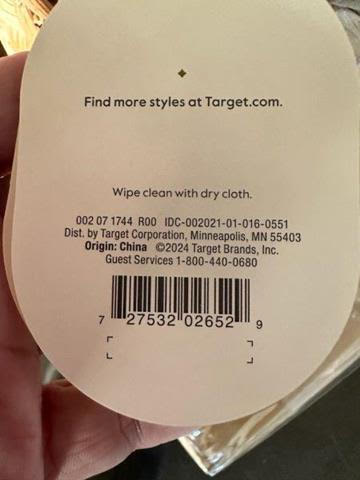 Find more styles at Target.com.
Wipe clean with dry cloth.
002 07 1744 R00 IDC-002021-01-016-0551
Dist. by Target Corporation, Minneapolis, MN 55403
Origin: China ©2024 Target Brands, Inc.
Guest Services 1-800-440-0680
7 27532 02652 9